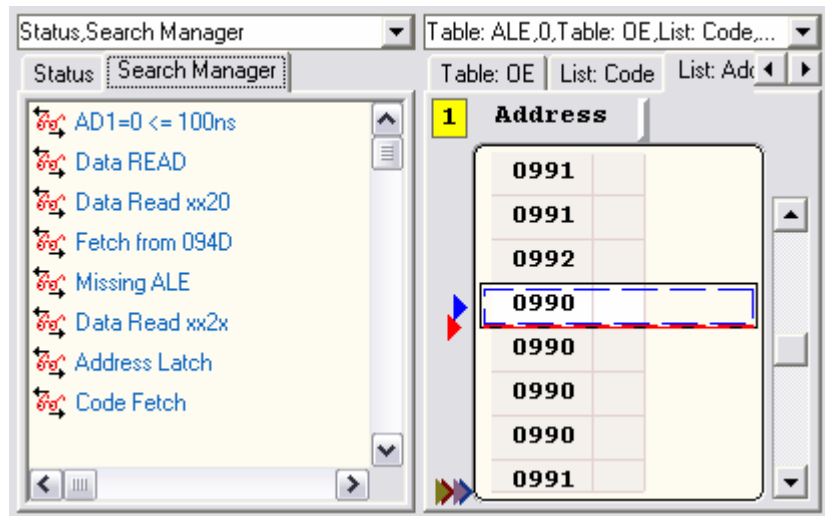 Status,Search Manager
Status Search Manager
AD1=0 <= 100ns
Data READ
Data Read xx20
Fetch from 094D
Missing ALE
Data Read xx2x
Address Latch
Code Fetch
Table: ALE,0,Table: OE,List: Code,...
Table: OE List: Code List: Add
1 Address
0991
0991
0992
0990
0990
0990
0990
0991